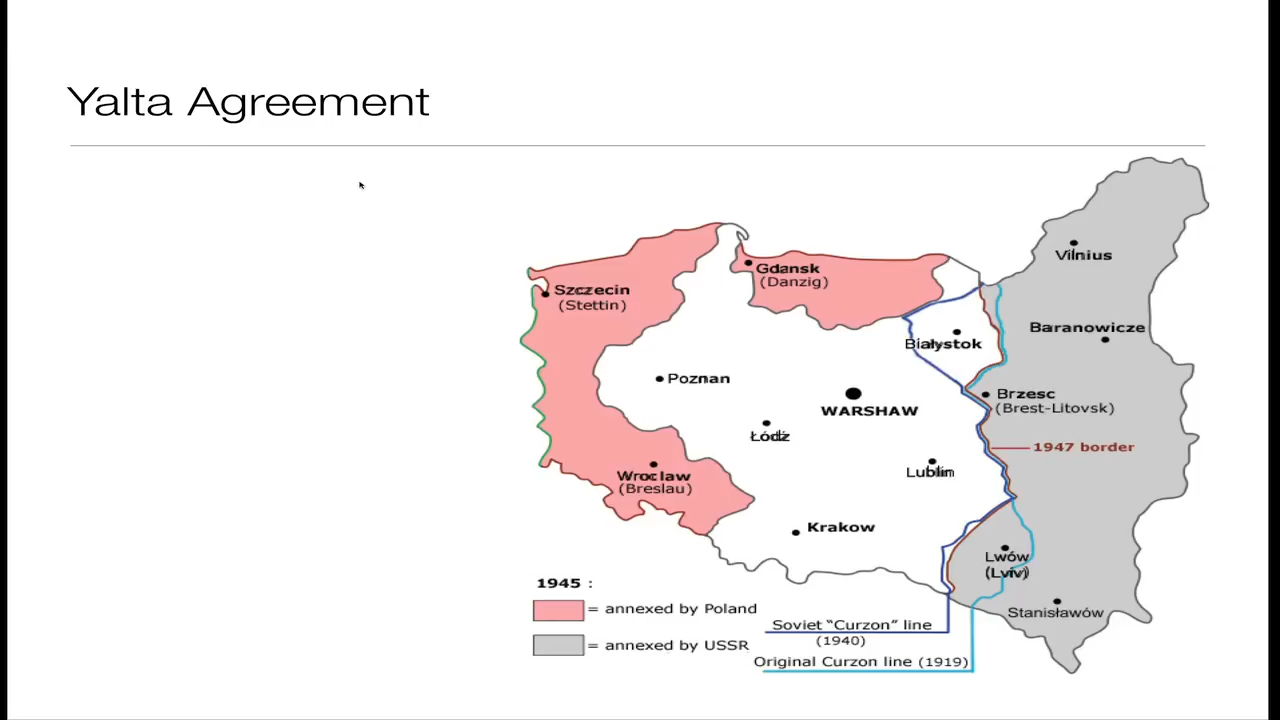 Yalta Agreement
Vilnius
Gdansk
(Danzig)
Szczecin
(Stettin)
Baranowicze
Białystok
Poznan
Brzesc
(Brest-Litovsk)
WARSHAW
Łódź
1947 border
Wroclaw
(Breslau)
Lublin
Krakow
Lwów
(Lviv)
Stanisławów
1945 :
= annexed by Poland
= annexed by USSR
Soviet “Curzon” line
(1940)
Original Curzon line (1919)